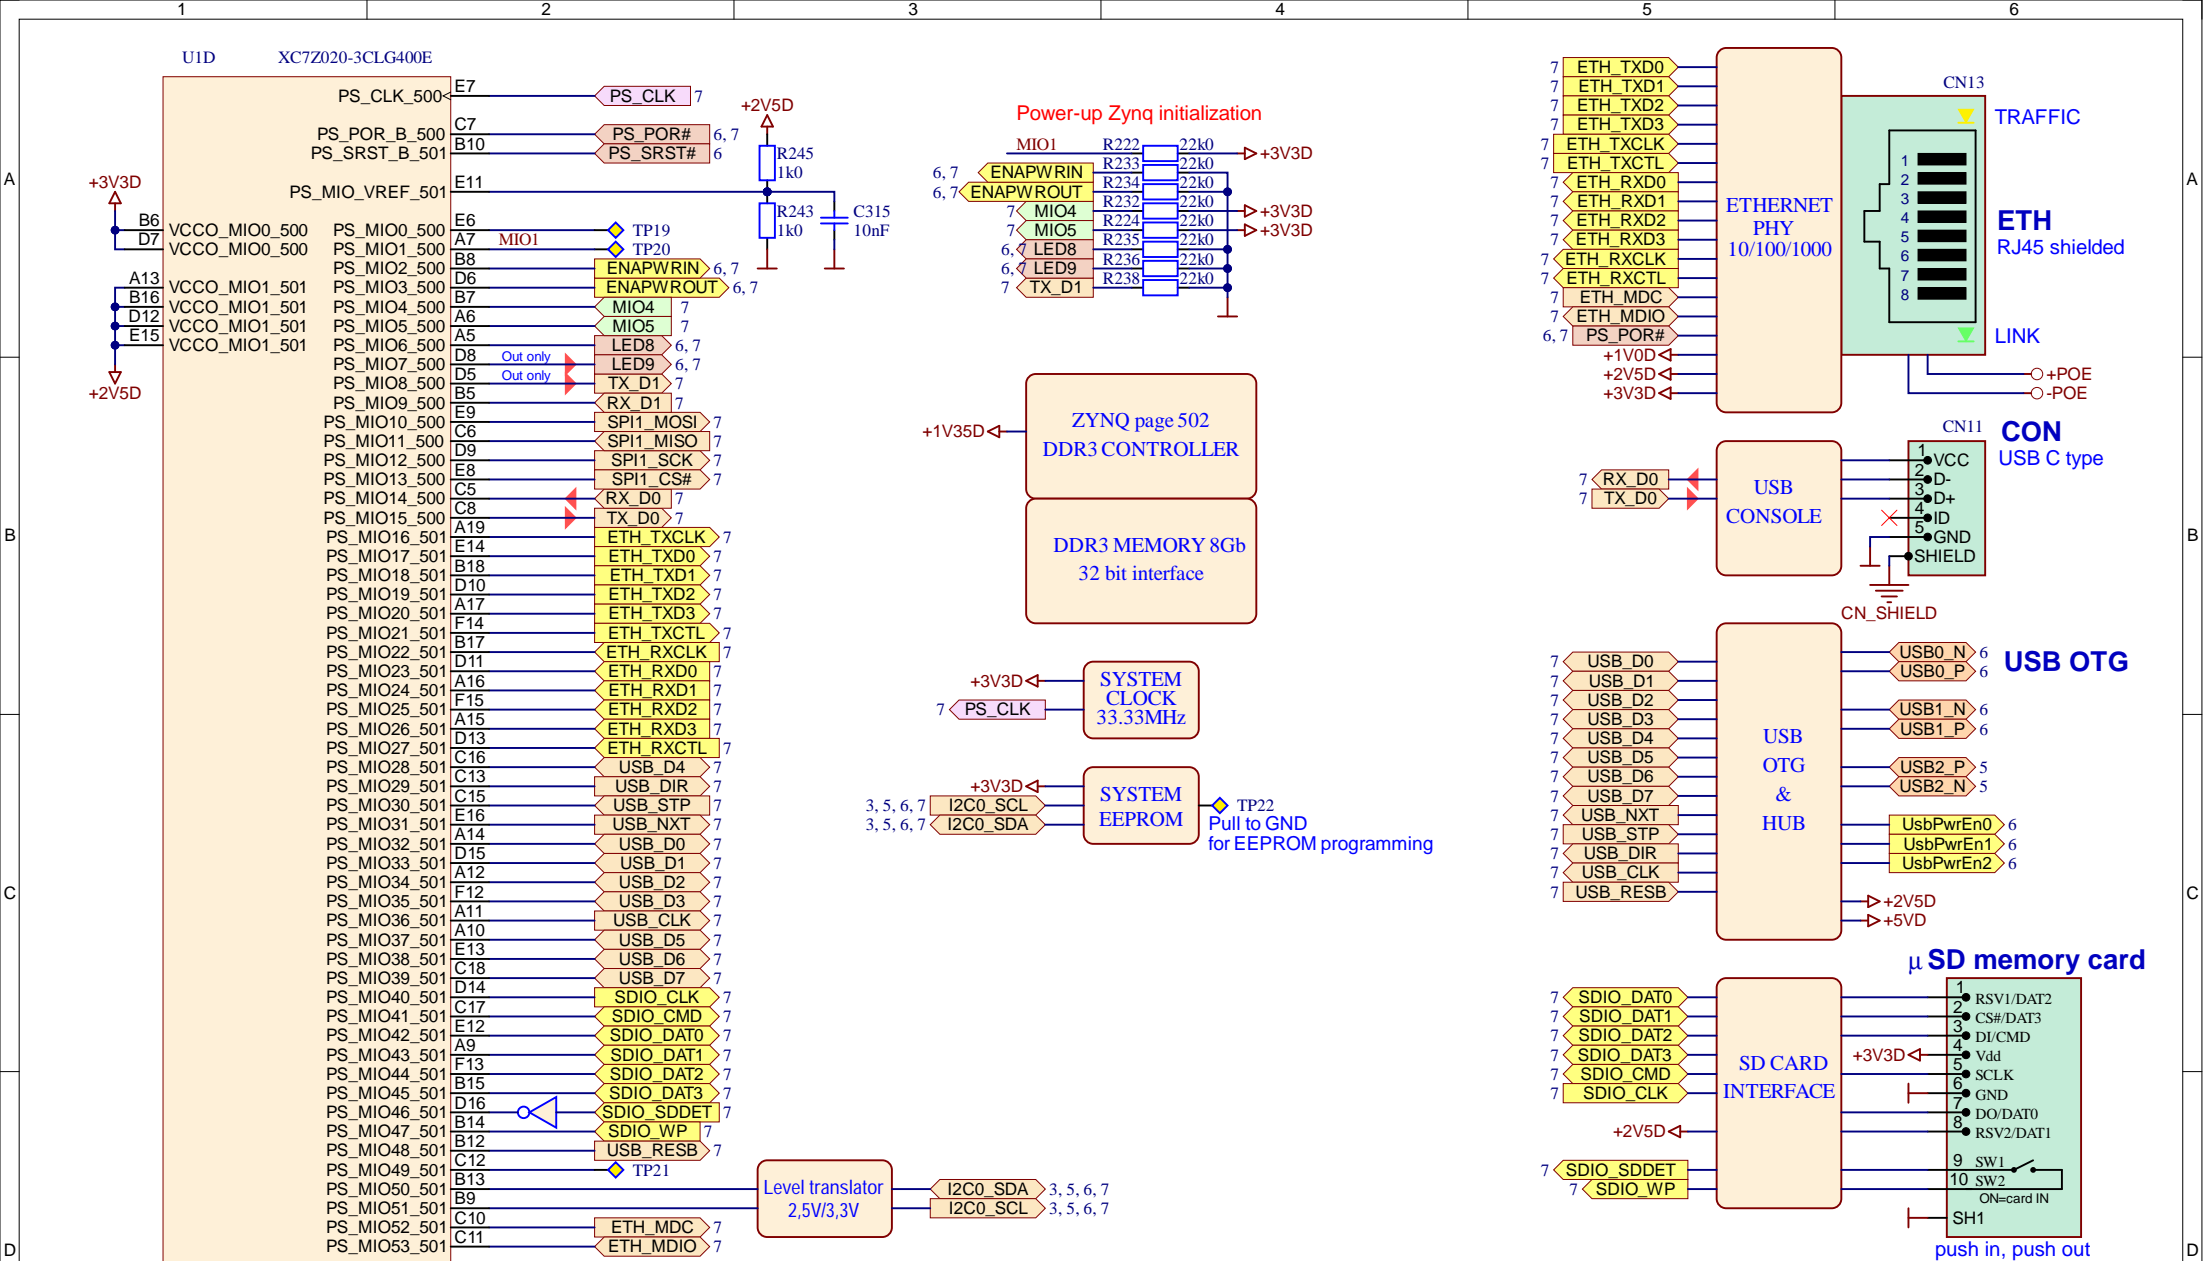 1 2 3 4 5 6
A
B
C
D
U1D XC7Z020-3CLG400E
PS_CLK_500 E7 PS_CLK 7
PS_POR_B_500 C7 PS_POR# 6, 7
PS_SRST_B_501 B10 PS_SRST# 6
PS_MIO_VREF_501 E11
+2V5D
R245
1k0
R243
1k0
C315
10nF
+3V3D
B6 VCCO_MIO0_500
D7 VCCO_MIO0_500
A13 VCCO_MIO1_501
B16 VCCO_MIO1_501
D12 VCCO_MIO1_501
E15 VCCO_MIO1_501
+2V5D
PS_MIO0_500 E6 TP19
PS_MIO1_500 A7 MIO1 TP20
PS_MIO2_500 B8 ENAPWRIN 6, 7
PS_MIO3_500 D6 ENAPWROUT 6, 7
PS_MIO4_500 B7 MIO4 7
PS_MIO5_500 A6 MIO5 7
PS_MIO6_500 A5 LED8 6, 7
PS_MIO7_500 D8 Out only LED9 6, 7
PS_MIO8_500 D5 Out only TX_D1 7
PS_MIO9_500 B5 RX_D1 7
PS_MIO10_500 E9 SPI1_MOSI 7
PS_MIO11_500 C6 SPI1_MISO 7
PS_MIO12_500 D9 SPI1_SCK 7
PS_MIO13_500 E8 SPI1_CS# 7
PS_MIO14_500 C5 RX_D0 7
PS_MIO15_500 C8 TX_D0 7
PS_MIO16_501 A19 ETH_TXCLK 7
PS_MIO17_501 E14 ETH_TXD0 7
PS_MIO18_501 B18 ETH_TXD1 7
PS_MIO19_501 D10 ETH_TXD2 7
PS_MIO20_501 A17 ETH_TXD3 7
PS_MIO21_501 F14 ETH_TXCTL 7
PS_MIO22_501 B17 ETH_RXCLK 7
PS_MIO23_501 D11 ETH_RXD0 7
PS_MIO24_501 A16 ETH_RXD1 7
PS_MIO25_501 F15 ETH_RXD2 7
PS_MIO26_501 A15 ETH_RXD3 7
PS_MIO27_501 D13 ETH_RXCTL 7
PS_MIO28_501 C16 USB_D4 7
PS_MIO29_501 C13 USB_DIR 7
PS_MIO30_501 C15 USB_STP 7
PS_MIO31_501 E16 USB_NXT 7
PS_MIO32_501 A14 USB_D0 7
PS_MIO33_501 D15 USB_D1 7
PS_MIO34_501 A12 USB_D2 7
PS_MIO35_501 F12 USB_D3 7
PS_MIO36_501 A11 USB_CLK 7
PS_MIO37_501 A10 USB_D5 7
PS_MIO38_501 E13 USB_D6 7
PS_MIO39_501 C18 USB_D7 7
PS_MIO40_501 D14 SDIO_CLK 7
PS_MIO41_501 C17 SDIO_CMD 7
PS_MIO42_501 E12 SDIO_DAT0 7
PS_MIO43_501 A9 SDIO_DAT1 7
PS_MIO44_501 F13 SDIO_DAT2 7
PS_MIO45_501 B15 SDIO_DAT3 7
PS_MIO46_501 D16 SDIO_SDDET 7
PS_MIO47_501 B14 SDIO_WP 7
PS_MIO48_501 B12 USB_RESB 7
PS_MIO49_501 C12 TP21
PS_MIO50_501 B13
PS_MIO51_501 B9
PS_MIO52_501 C10 ETH_MDC 7
PS_MIO53_501 C11 ETH_MDIO 7
Level translator
2,5V/3,3V
I2C0_SDA 3, 5, 6, 7
I2C0_SCL 3, 5, 6, 7
Power-up Zynq initialization
MIO1 R222 22k0 +3V3D
6, 7 ENAPWRIN R233 22k0
6, 7 ENAPWROUT R234 22k0
7 MIO4 R232 22k0 +3V3D
7 MIO5 R224 22k0 +3V3D
6, 7 LED8 R235 22k0
6, 7 LED9 R236 22k0
7 TX_D1 R238 22k0
+1V35D
ZYNQ page 502
DDR3 CONTROLLER
DDR3 MEMORY 8Gb
32 bit interface
+3V3D
7 PS_CLK
SYSTEM
CLOCK
33.33MHz
+3V3D
3, 5, 6, 7 I2C0_SCL
3, 5, 6, 7 I2C0_SDA
SYSTEM
EEPROM
TP22
Pull to GND
for EEPROM programming
7 ETH_TXD0
7 ETH_TXD1
7 ETH_TXD2
7 ETH_TXD3
7 ETH_TXCLK
7 ETH_TXCTL
7 ETH_RXD0
7 ETH_RXD1
7 ETH_RXD2
7 ETH_RXD3
7 ETH_RXCLK
7 ETH_RXCTL
7 ETH_MDC
7 ETH_MDIO
6, 7 PS_POR#
+1V0D
+2V5D
+3V3D
ETHERNET
PHY
10/100/1000
CN13
TRAFFIC
1
2
3
4
5
6
7
8
ETH
RJ45 shielded
LINK
+POE
-POE
7 RX_D0
7 TX_D0
USB
CONSOLE
CN11
CON
USB C type
1 VCC
2 D-
3 D+
4 ID
5 GND
SHIELD
CN_SHIELD
7 USB_D0
7 USB_D1
7 USB_D2
7 USB_D3
7 USB_D4
7 USB_D5
7 USB_D6
7 USB_D7
7 USB_NXT
7 USB_STP
7 USB_DIR
7 USB_CLK
7 USB_RESB
USB
OTG
&
HUB
USB OTG
USB0_N 6
USB0_P 6
USB1_N 6
USB1_P 6
USB2_P 5
USB2_N 5
UsbPwrEn0 6
UsbPwrEn1 6
UsbPwrEn2 6
+2V5D
+5VD
µ SD memory card
7 SDIO_DAT0
7 SDIO_DAT1
7 SDIO_DAT2
7 SDIO_DAT3
7 SDIO_CMD
7 SDIO_CLK
+2V5D
7 SDIO_SDDET
7 SDIO_WP
SD CARD
INTERFACE
+3V3D
1 RSV1/DAT2
2 CS#/DAT3
3 DI/CMD
4 Vdd
5 SCLK
6 GND
7 DO/DAT0
8 RSV2/DAT1
9 SW1
10 SW2
ON=card IN
SH1
push in, push out
A
B
C
D